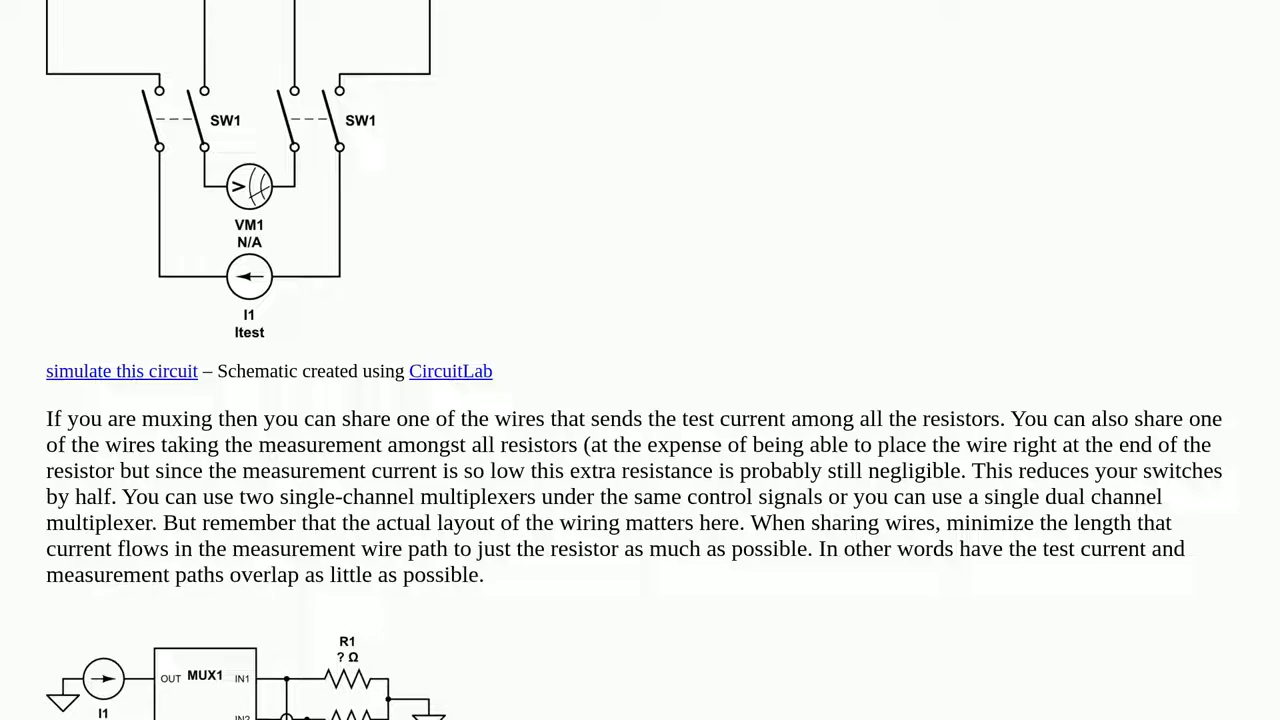 SW1
SW1
VM1
N/A
I1
Itest
simulate this circuit – Schematic created using CircuitLab
If you are muxing then you can share one of the wires that sends the test current among all the resistors. You can also share one
of the wires taking the measurement amongst all resistors (at the expense of being able to place the wire right at the end of the
resistor but since the measurement current is so low this extra resistance is probably still negligible. This reduces your switches
by half. You can use two single-channel multiplexers under the same control signals or you can use a single dual channel
multiplexer. But remember that the actual layout of the wiring matters here. When sharing wires, minimize the length that
current flows in the measurement wire path to just the resistor as much as possible. In other words have the test current and
measurement paths overlap as little as possible.
R1
? Ω
OUT MUX1 IN1
I1
IN2